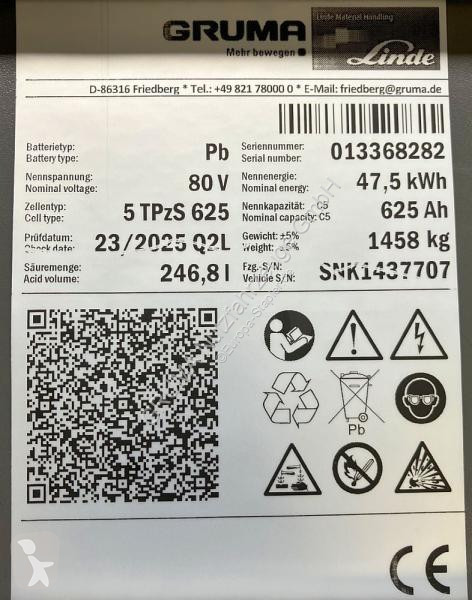 GRUMA
Mehr bewegen
Linde Material Handling
Linde
D-86316 Friedberg * Tel.: +49 821 78000 0 * E-Mail: friedberg@gruma.de
Batterietyp:
Battery type:
Pb
Seriennummer:
Serial number:
013368282
Nennspannung:
Nominal voltage:
80 V
Nennenergie:
Nominal energy:
47,5 kWh
Zellentyp:
Cell type:
5 TPzS 625
Nennkapazität: C5
Nominal capacity: C5
625 Ah
Prüfdatum:
Check date:
23/2025 Q2L
Gewicht: ±5%
Weight: ±5%
1458 kg
Säuremenge:
Acid volume:
246,8 l
Fzg.-S/N:
Vehicle S/N:
SNK1437707
Pb
CE